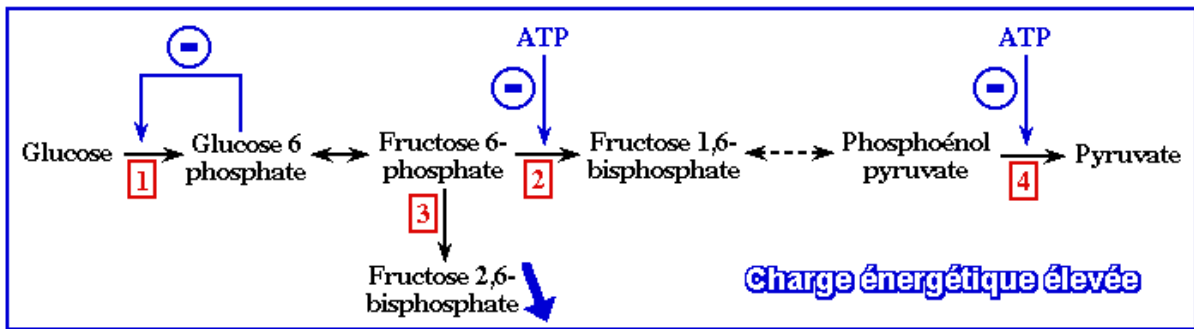 ATP
ATP
Glucose
Glucose 6
phosphate
Fructose 6-
phosphate
Fructose 1,6-
bisphosphate
Phosphoénol
pyruvate
Pyruvate
1
2
4
3
Fructose 2,6-
bisphosphate
Charge énergétique élevée